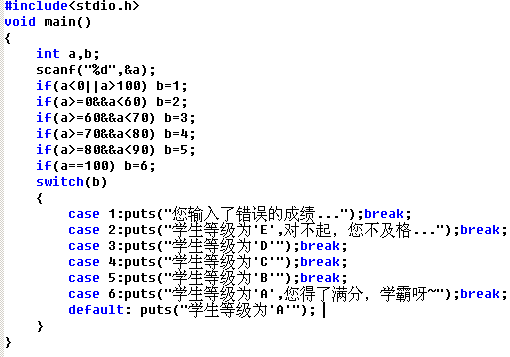 #include<stdio.h>
void main()
{
    int a,b;
    scanf("%d",&a);
    if(a<0||a>100) b=1;
    if(a>=0&&a<60) b=2;
    if(a>=60&&a<70) b=3;
    if(a>=70&&a<80) b=4;
    if(a>=80&&a<90) b=5;
    if(a==100) b=6;
    switch(b)
    {
        case 1:puts("您输入了错误的成绩...");break;
        case 2:puts("学生等级为'E',对不起，您不及格...");break;
        case 3:puts("学生等级为'D'");break;
        case 4:puts("学生等级为'C'");break;
        case 5:puts("学生等级为'B'");break;
        case 6:puts("学生等级为'A',您得了满分，学霸呀~");break;
        default: puts("学生等级为'A'");
    }
}